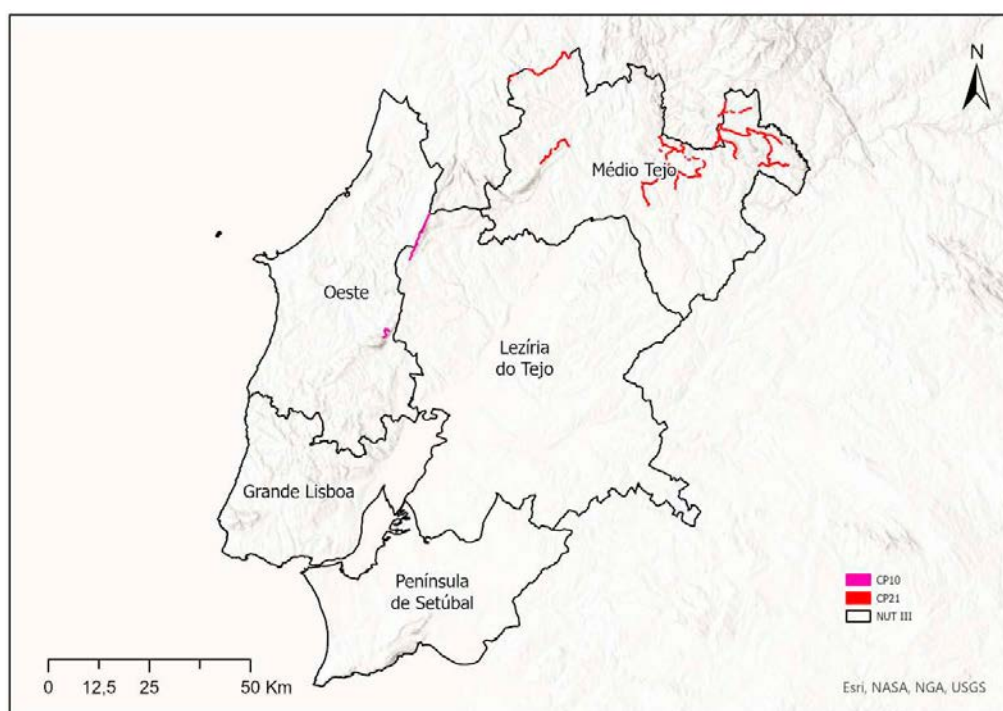 N
Médio Tejo
Oeste
Lezíria
do Tejo
Grande Lisboa
Península
de Setúbal
CP10
CP21
NUT III
0 12,5 25 50 Km
Esri, NASA, NGA, USGS